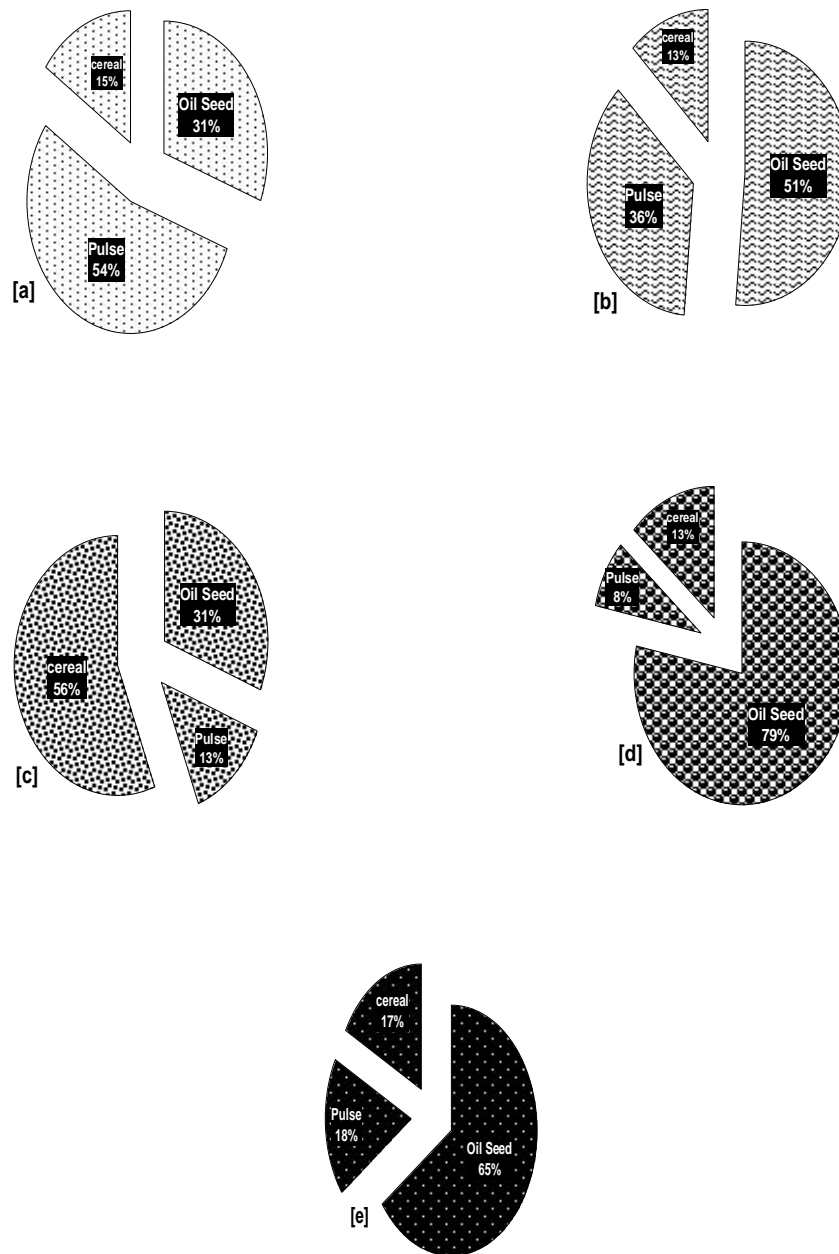 cereal
15%
Oil Seed
31%
Pulse
54%
[a]
cereal
13%
Oil Seed
51%
Pulse
36%
[b]
Oil Seed
31%
cereal
56%
Pulse
13%
[c]
cereal
13%
Pulse
8%
Oil Seed
79%
[d]
cereal
17%
Pulse
18%
Oil Seed
65%
[e]